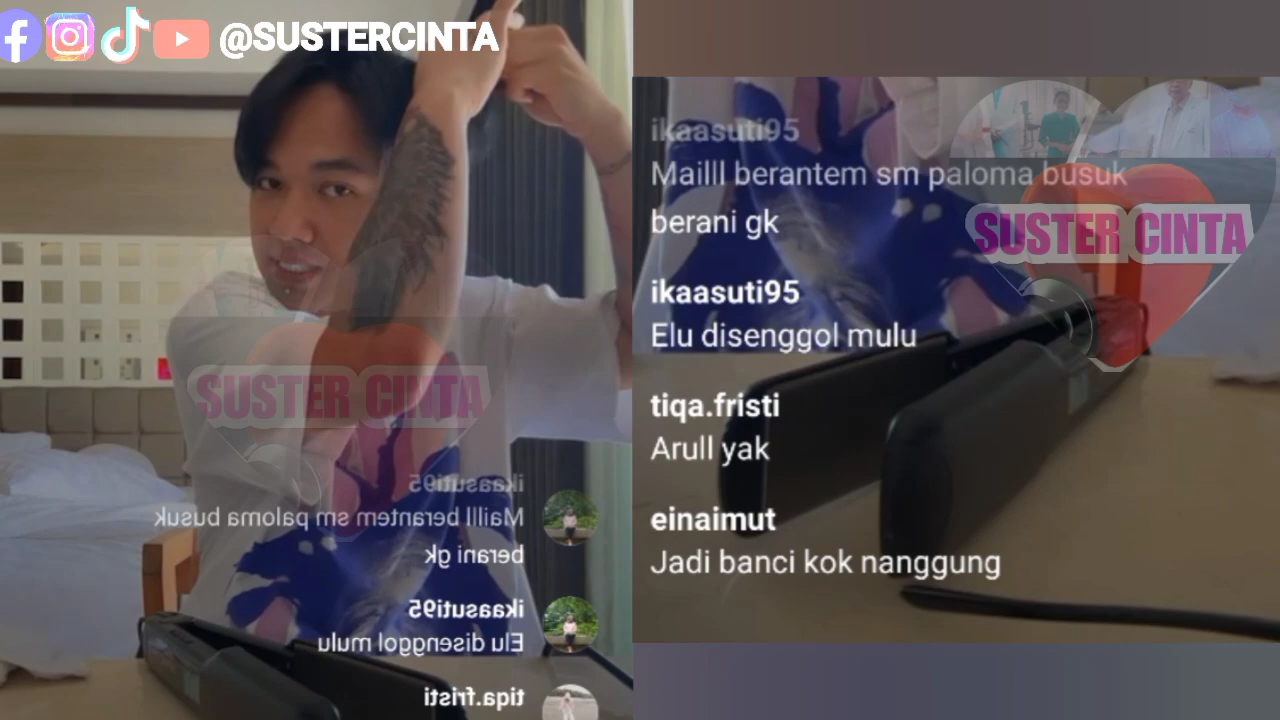 @SUSTERCINTA
SUSTER CINTA
ikaasuti95
Mailll berantem sm paloma busuk
berani gk
ikaasuti95
Elu disenggol mulu
tiqa.fristi
ikaasuti95
Mailll berantem sm paloma busuk
berani gk
ikaasuti95
Elu disenggol mulu
tiqa.fristi
Arull yak
einaimut
Jadi banci kok nanggung
SUSTER CINTA